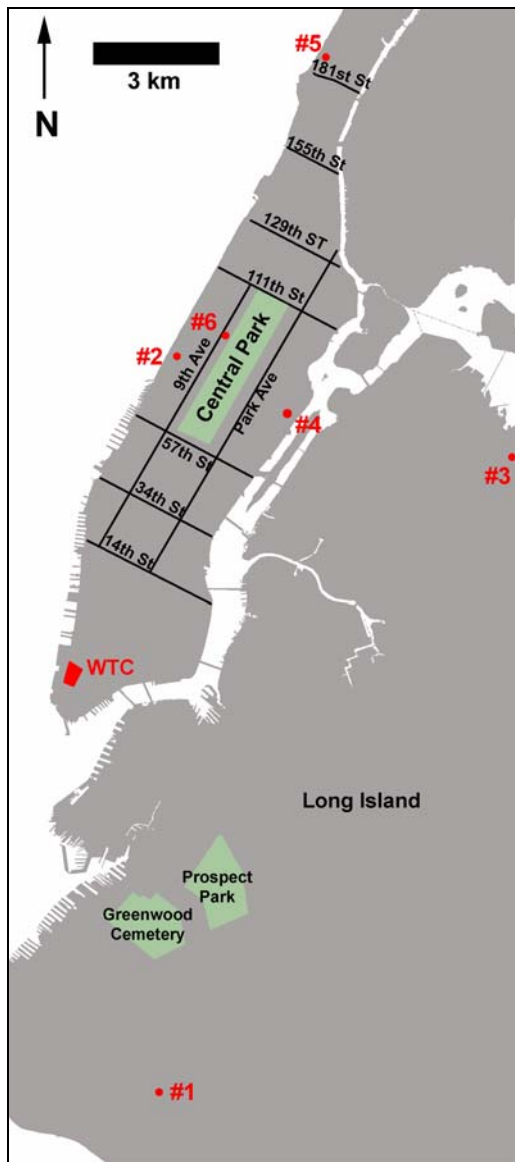 #5
181st St
3 km
N
155th St
129th ST
111th St
#6
#2
9th Ave
Central Park
Park Ave
#4
57th St
#3
34th St
14th St
WTC
Long Island
Prospect
Park
Greenwood
Cemetery
#1